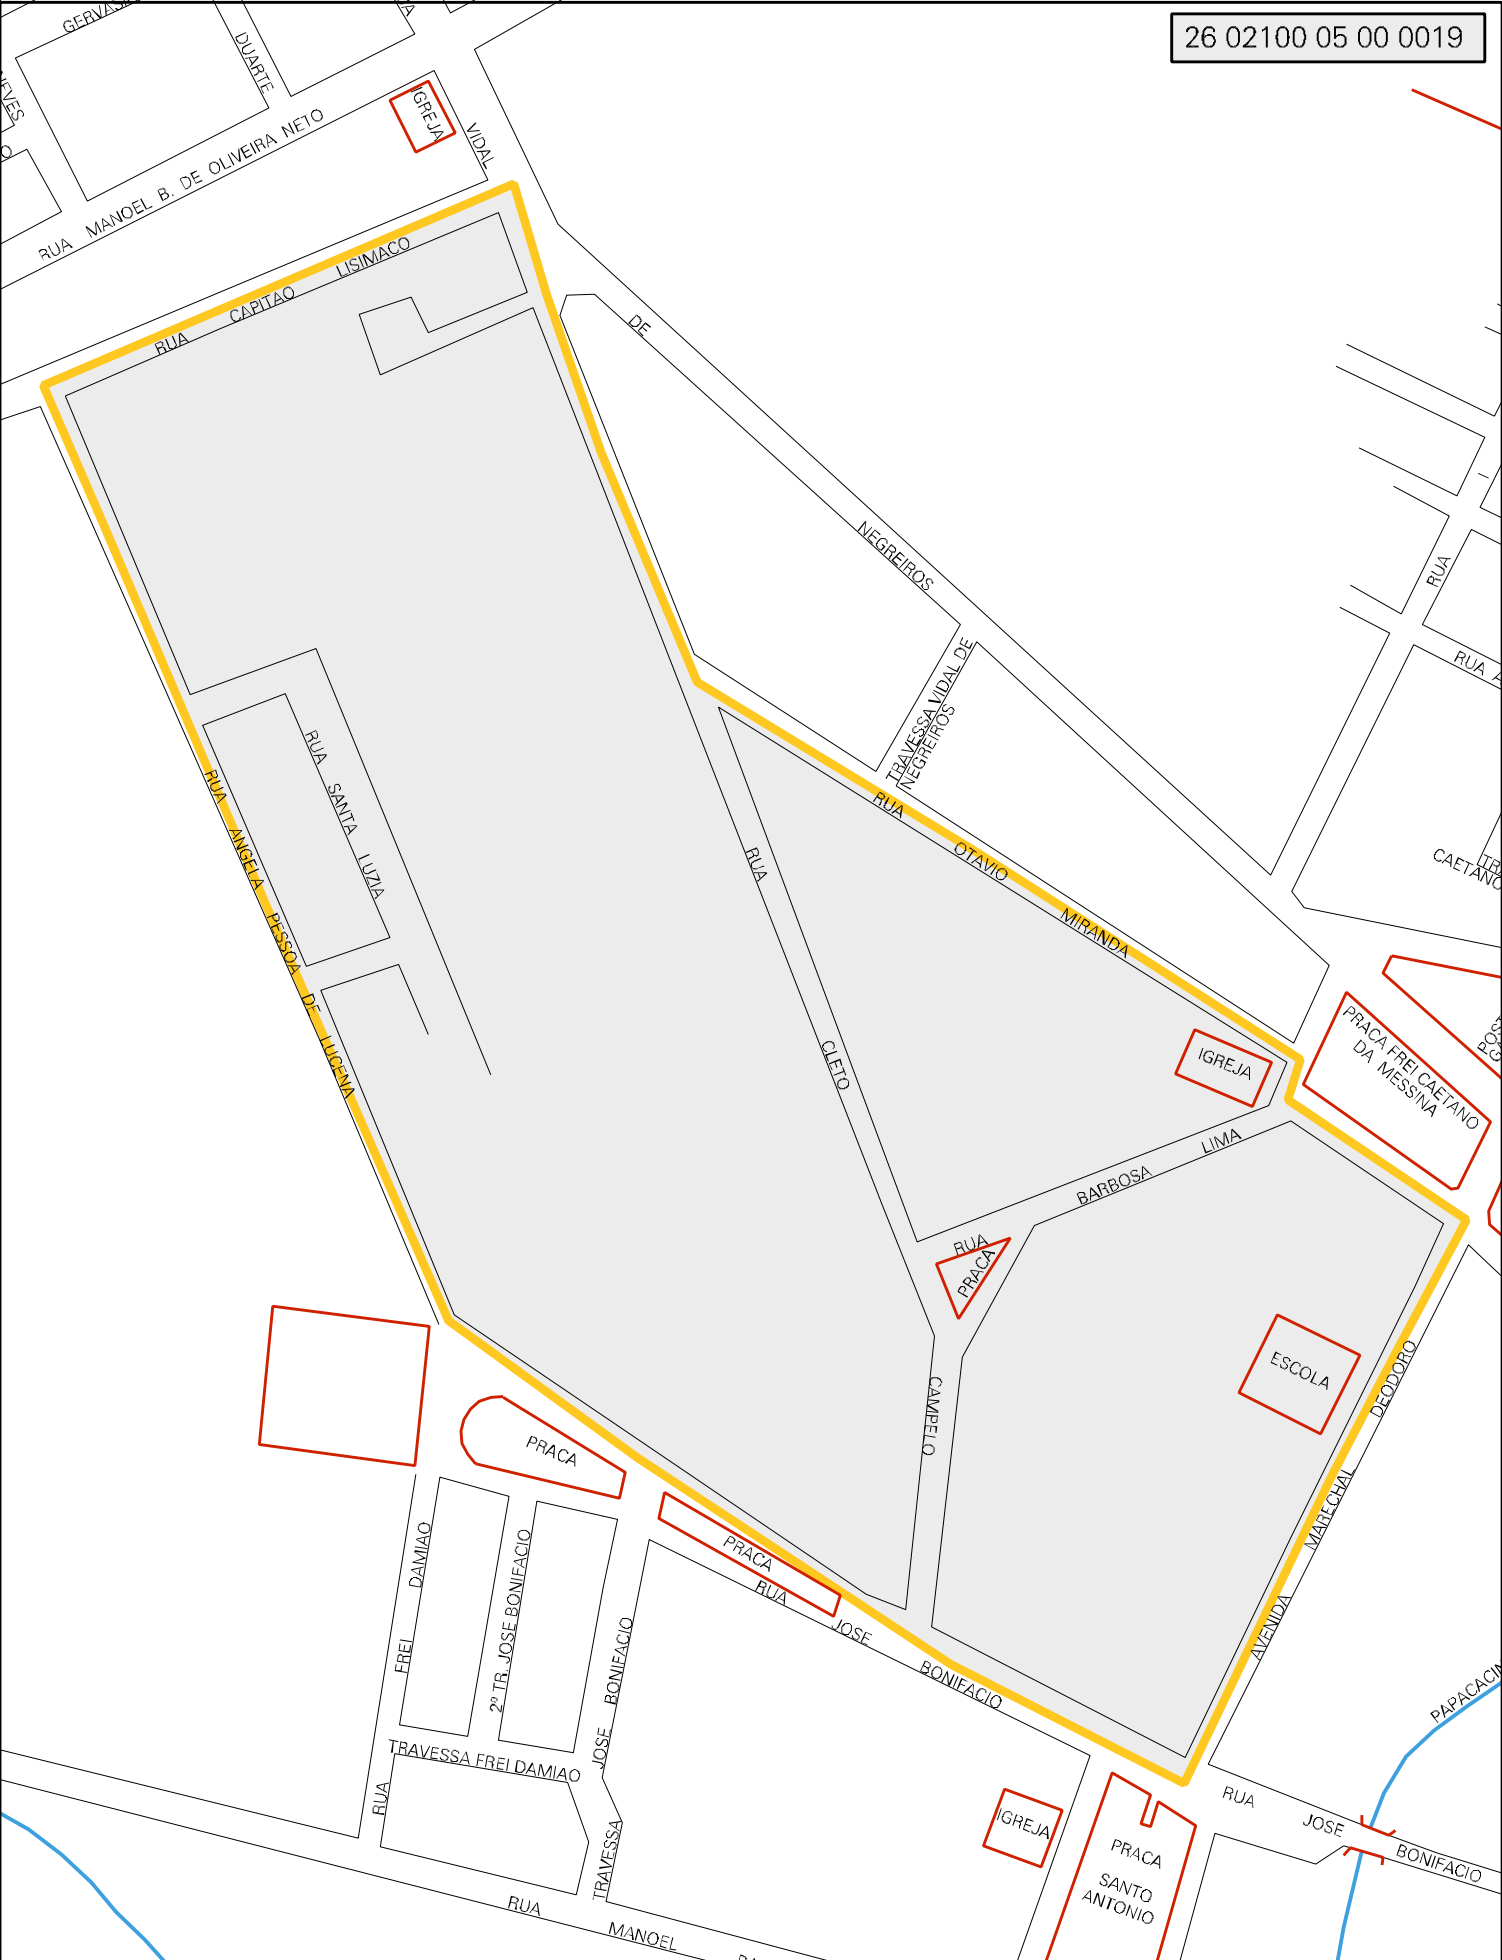 26 02100 05 00 0019
DUARTE
IGREJA
VIDAL
RUA MANOEL B. DE OLIVEIRA NETO
RUA CAPITAO LISIMACO
DE
NEGREIROS
TRAVESSA VIDAL DE
NEGREIROS
RUA
RUA
RUA SANTA LUZIA
RUA ANGELA PESSOA DE LUCENA
RUA OTAVIO MIRANDA
CAETANO
RUA CLETO CAMPELO
IGREJA
PRACA FREI CAETANO
DA MESSINA
RUA BARBOSA LIMA
PRACA
ESCOLA
AVENIDA MARECHAL DEODORO
PRACA
PRACA
RUA JOSE BONIFACIO
RUA FREI DAMIAO
2ª TR. JOSE BONIFACIO
TRAVESSA JOSE BONIFACIO
TRAVESSA FREI DAMIAO
IGREJA
PRACA
SANTO
ANTONIO
RUA JOSE BONIFACIO
RUA MANOEL